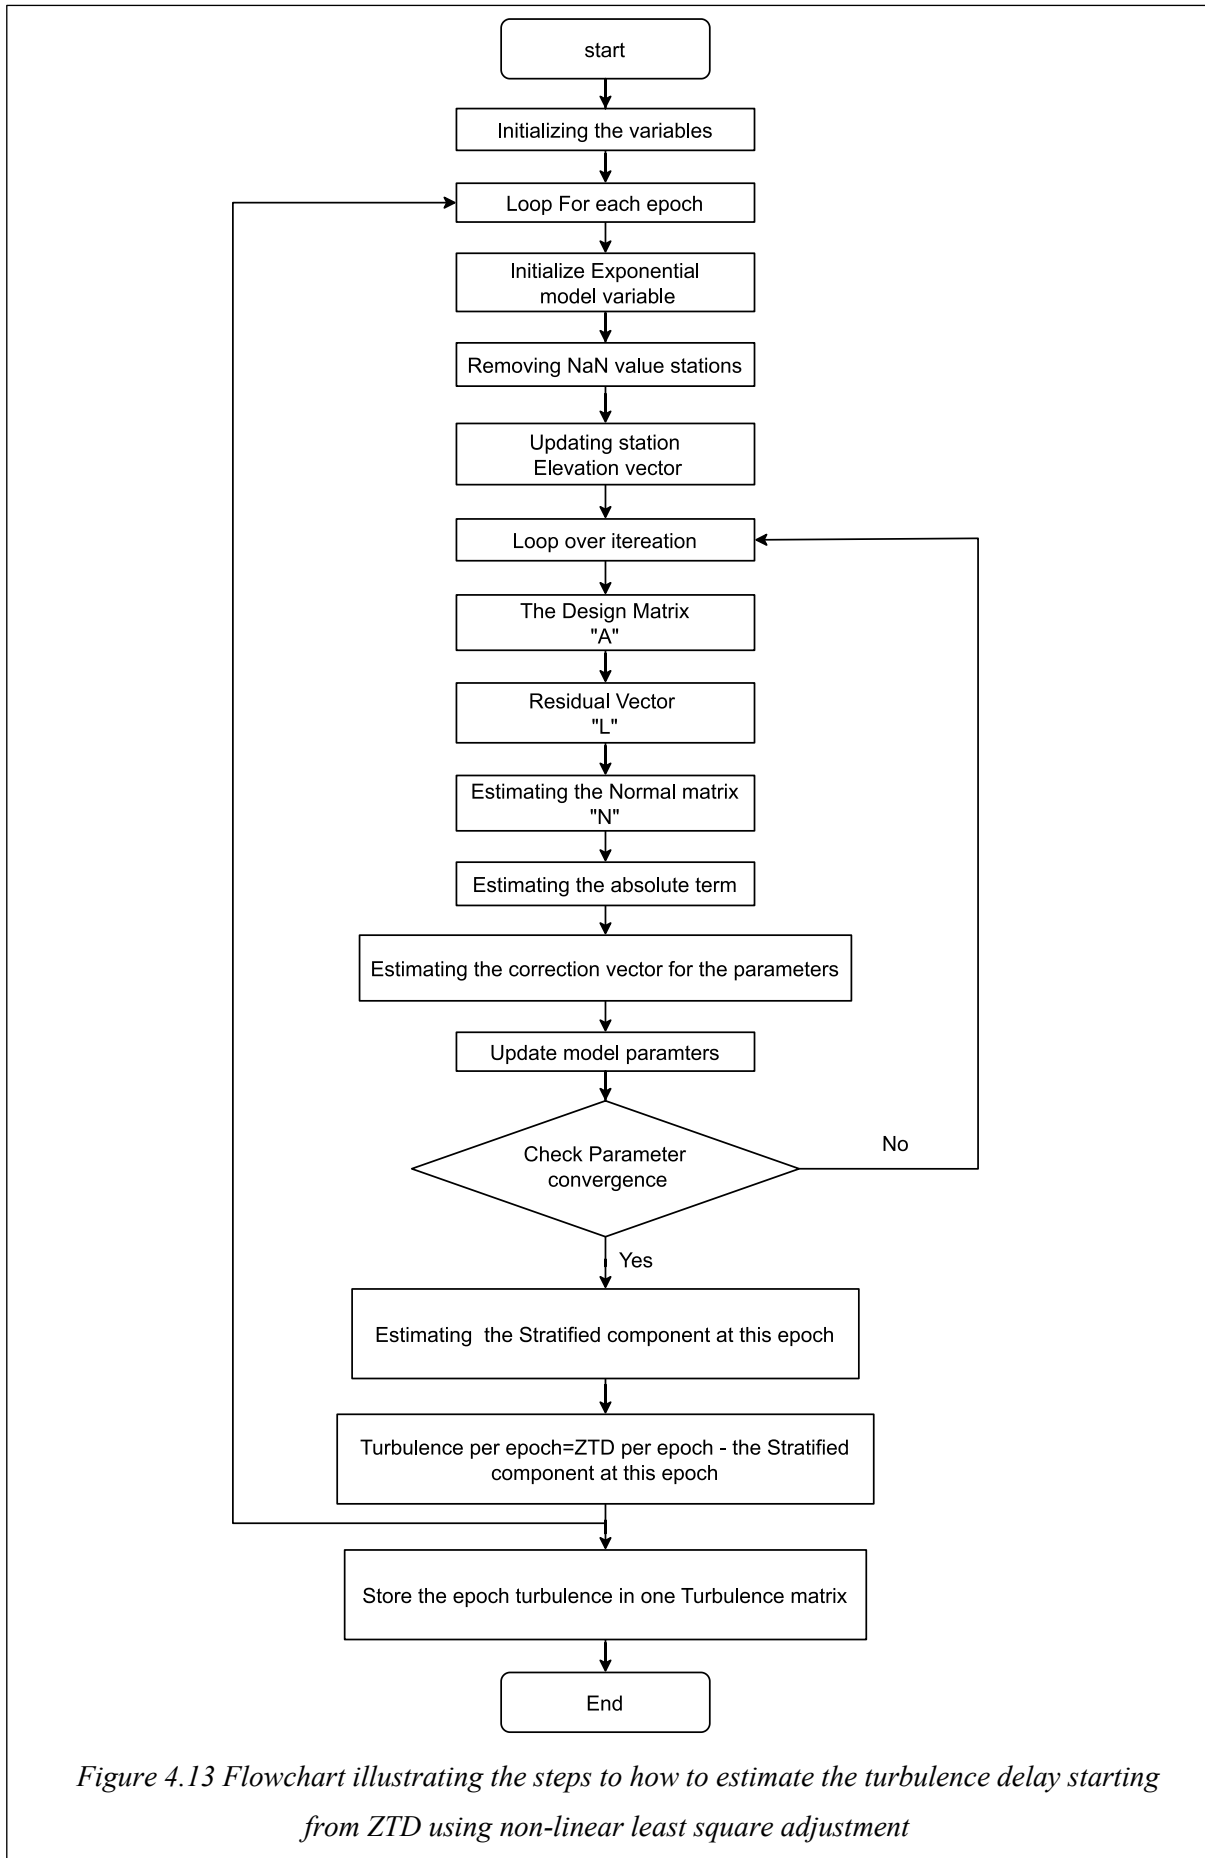 start
Initializing the variables
Loop For each epoch
Initialize Exponential
model variable
Removing NaN value stations
Updating station
Elevation vector
Loop over itereation
The Design Matrix
"A"
Residual Vector
"L"
Estimating the Normal matrix
"N"
Estimating the absolute term
Estimating the correction vector for the parameters
Update model paramters
Check Parameter
convergence
No
Yes
Estimating the Stratified component at this epoch
Turbulence per epoch=ZTD per epoch - the Stratified
component at this epoch
Store the epoch turbulence in one Turbulence matrix
End
Figure 4.13 Flowchart illustrating the steps to how to estimate the turbulence delay starting
from ZTD using non-linear least square adjustment